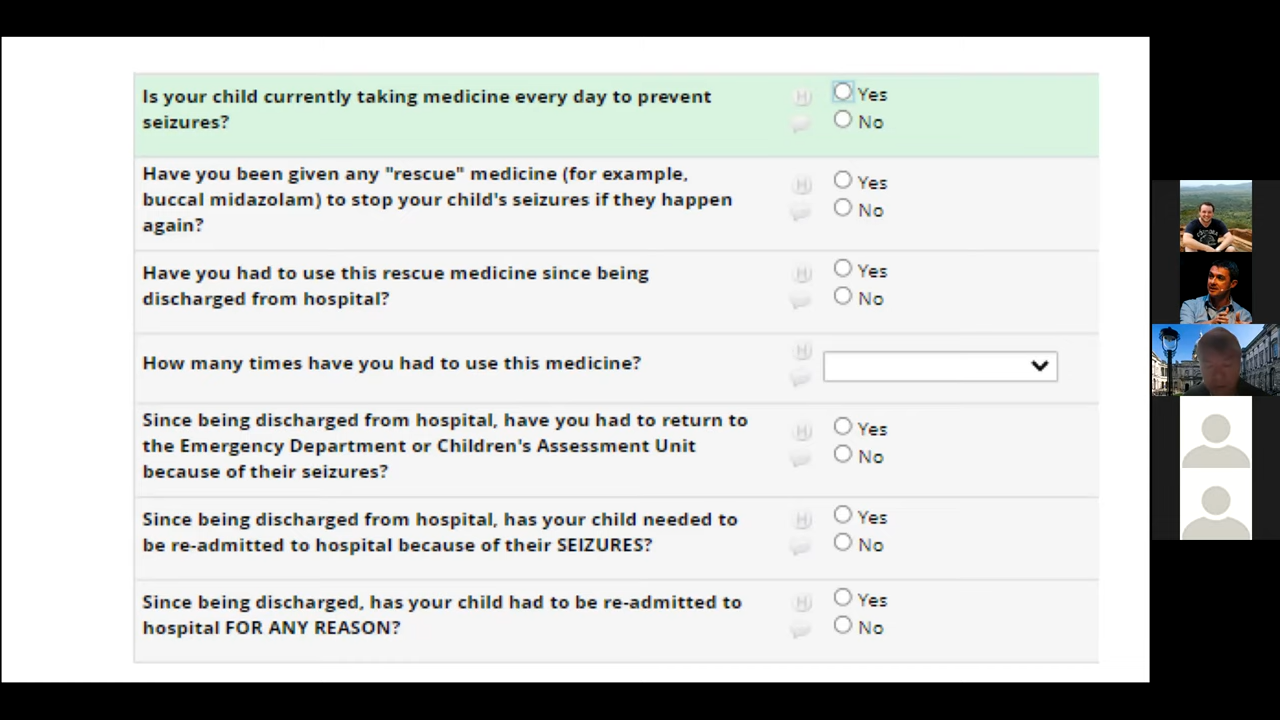 Is your child currently taking medicine every day to prevent
seizures?
H
Yes
No
Have you been given any "rescue" medicine (for example,
buccal midazolam) to stop your child's seizures if they happen
again?
H
Yes
No
Have you had to use this rescue medicine since being
discharged from hospital?
H
Yes
No
How many times have you had to use this medicine?
H
Since being discharged from hospital, have you had to return to
the Emergency Department or Children's Assessment Unit
because of their seizures?
H
Yes
No
Since being discharged from hospital, has your child needed to
be re-admitted to hospital because of their SEIZURES?
H
Yes
No
Since being discharged, has your child had to be re-admitted to
hospital FOR ANY REASON?
H
Yes
No